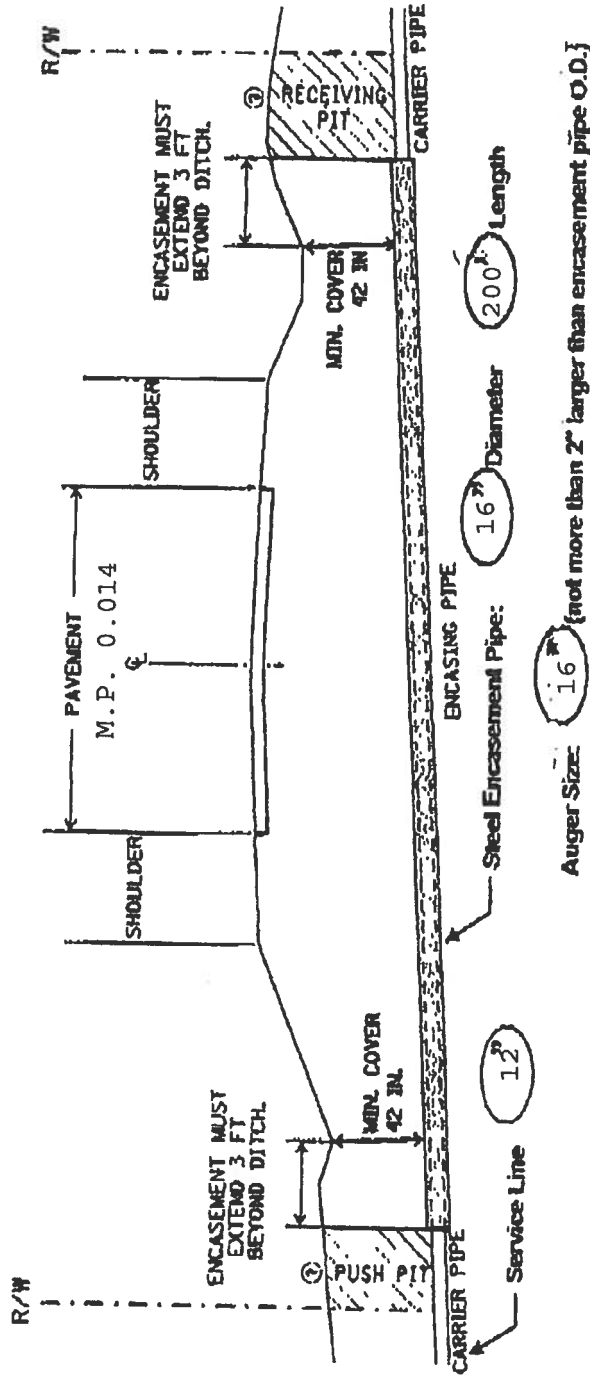 R/W
R/W
ENCASEMENT MUST
EXTEND 3 FT
BEYOND DITCH.
SHOULDER
PAVEMENT
M.P. 0.014
℄
SHOULDER
ENCASEMENT MUST
EXTEND 3 FT
BEYOND DITCH.
PUSH PIT
RECEIVING
PIT
MIN. COVER
42 IN.
MIN. COVER
42 IN
CARRIER PIPE
CARRIER PIPE
ENCASING PIPE
Service Line 12"
Steel Encasement Pipe: 16" Diameter 200' Length
Auger Size: 16" {not more than 2" larger than encasement pipe O.D.}